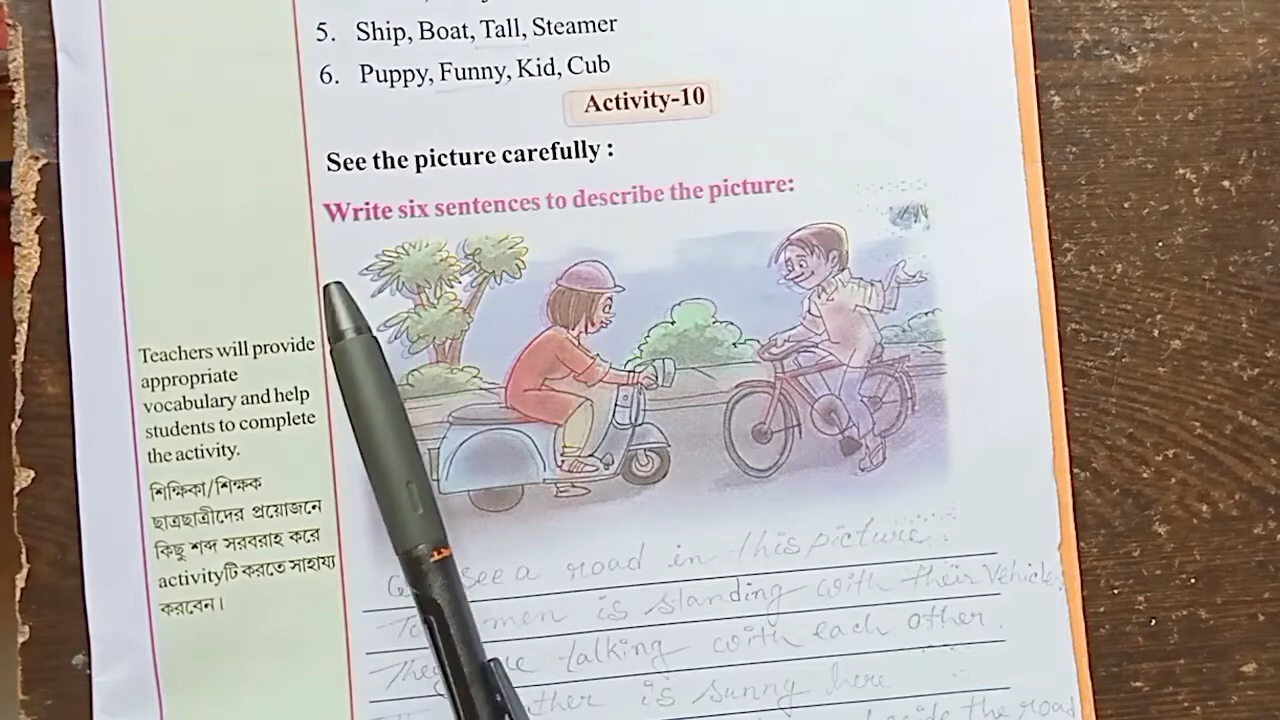 5. Ship, Boat, Tall, Steamer
6. Puppy, Funny, Kid, Cub
Activity-10
See the picture carefully :
Write six sentences to describe the picture:
Teachers will provide
appropriate
vocabulary and help
students to complete
the activity.
শিক্ষিকা/শিক্ষক
ছাত্রছাত্রীদের প্রয়োজনে
কিছু শব্দ সরবরাহ করে
activityটি করতে সাহায্য
করবেন।
see a road in this picture.
men is standing with their vehicles
talking with each other.
is sunny here
beside the road